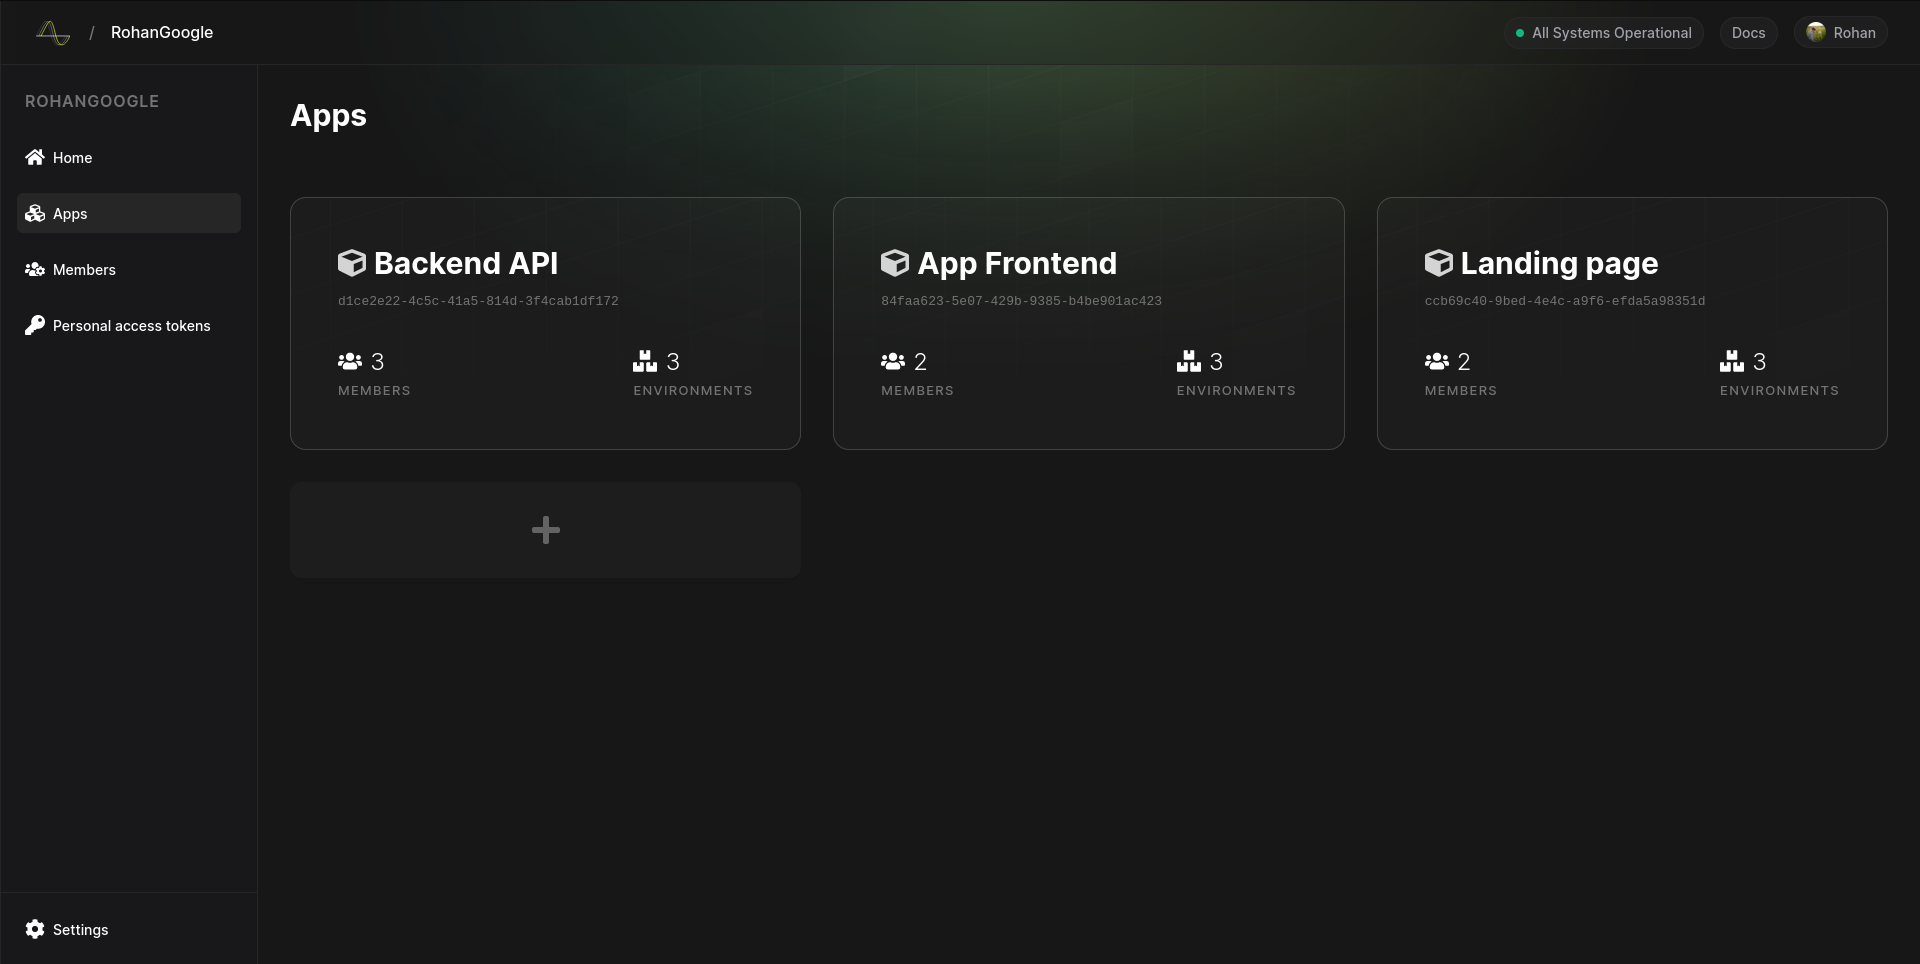 / RohanGoogle
All Systems Operational
Docs
Rohan
ROHANGOOGLE
Home
Apps
Members
Personal access tokens
Settings
Apps
Backend API
d1ce2e22-4c5c-41a5-814d-3f4cab1df172
3
MEMBERS
3
ENVIRONMENTS
App Frontend
84faa623-5e07-429b-9385-b4be901ac423
2
MEMBERS
3
ENVIRONMENTS
Landing page
ccb69c40-9bed-4e4c-a9f6-efda5a98351d
2
MEMBERS
3
ENVIRONMENTS